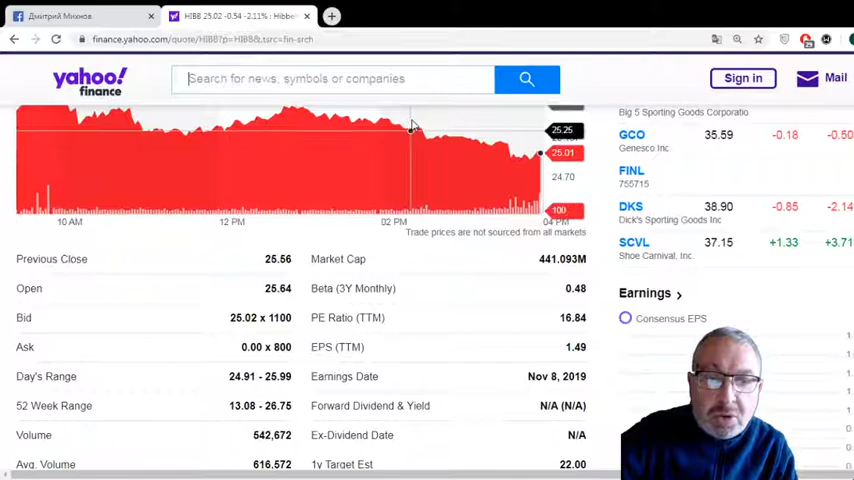 Дмитрий Михнов
HIBB 25.02 -0.54 -2.11% : Hibbe
finance.yahoo.com/quote/HIBB?p=HIBB&.tsrc=fin-srch
yahoo!
finance
Search for news, symbols or companies
Sign in
Mail
25.25
25.01
24.70
100
10 AM
12 PM
02 PM
04 PM
Trade prices are not sourced from all markets
Big 5 Sporting Goods Corporatio
GCO 35.59 -0.18 -0.50
Genesco Inc.
FINL
755715
DKS 38.90 -0.85 -2.14
Dick's Sporting Goods Inc
SCVL 37.15 +1.33 +3.71
Shoe Carnival, Inc.
Previous Close 25.56 Market Cap 441.093M
Open 25.64 Beta (3Y Monthly) 0.48
Bid 25.02 x 1100 PE Ratio (TTM) 16.84
Ask 0.00 x 800 EPS (TTM) 1.49
Day's Range 24.91 - 25.99 Earnings Date Nov 8, 2019
52 Week Range 13.08 - 26.75 Forward Dividend & Yield N/A (N/A)
Volume 542,672 Ex-Dividend Date N/A
Avg. Volume 616,572 1y Target Est 22.00
Earnings
Consensus EPS